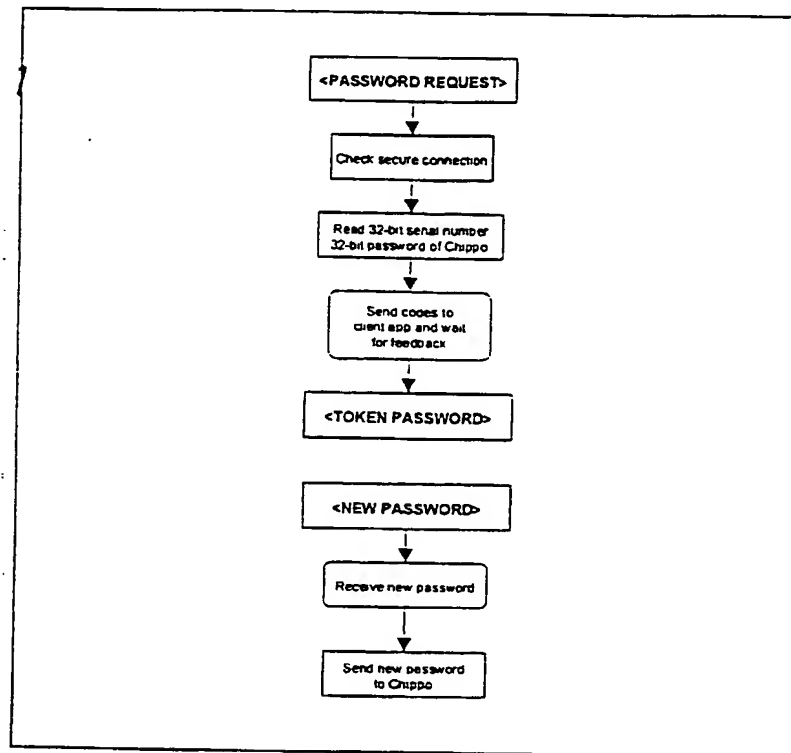 <PASSWORD REQUEST>
Check secure connection
Read 32-bit serial number
32-bit password of Chippo
Send codes to
client app and wait
for feedback
<TOKEN PASSWORD>
<NEW PASSWORD>
Receive new password
Send new password
to Chippo